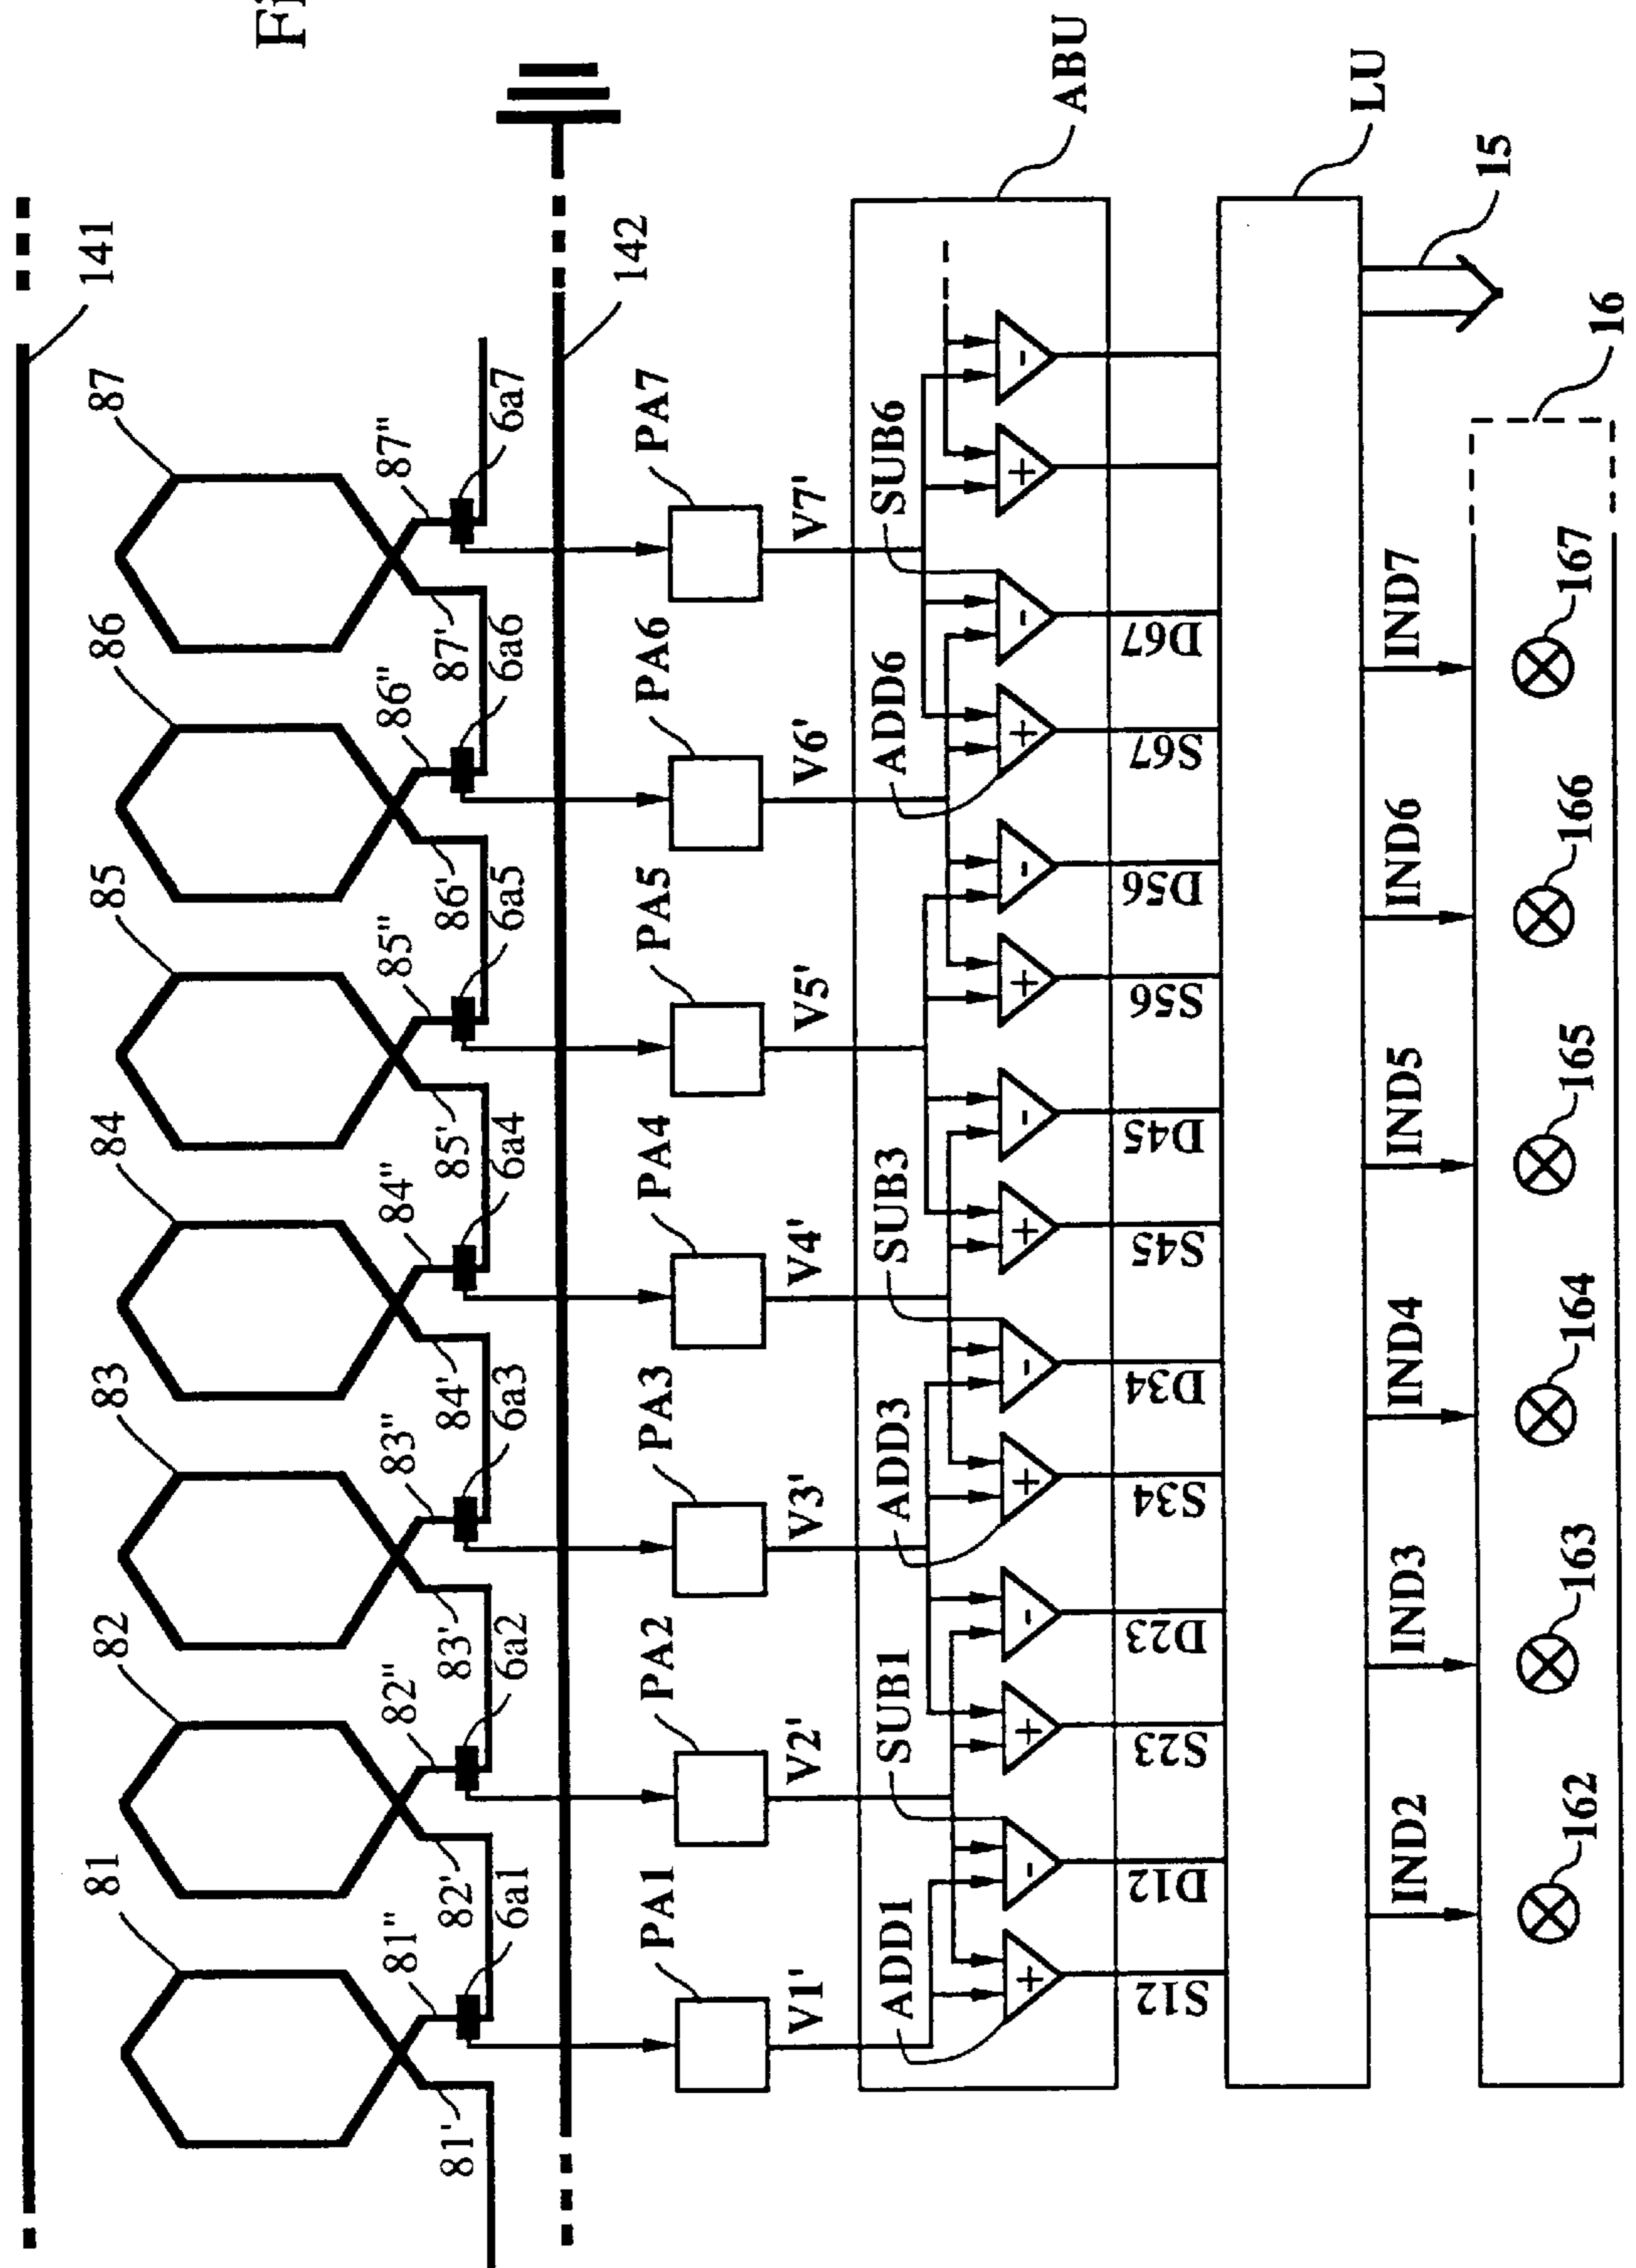 Fi
141
81 82 83 84 85 86 87
81" 82" 83" 84" 85" 86" 87"
81' 82' 83' 84' 85' 86' 87'
6a1 6a2 6a3 6a4 6a5 6a6 6a7
142
PA1 PA2 PA3 PA4 PA5 PA6 PA7
V1' V2' V3' V4' V5' V6' V7'
ADD1 SUB1 ADD3 SUB3 ADD6 SUB6
ABU
+ - + - + - + - + - + - + -
S12 D12 S23 D23 S34 D34 S45 D45 S56 D56 S67 D67
LU
IND2 IND3 IND4 IND5 IND6 IND7
15
162 163 164 165 166 167
16